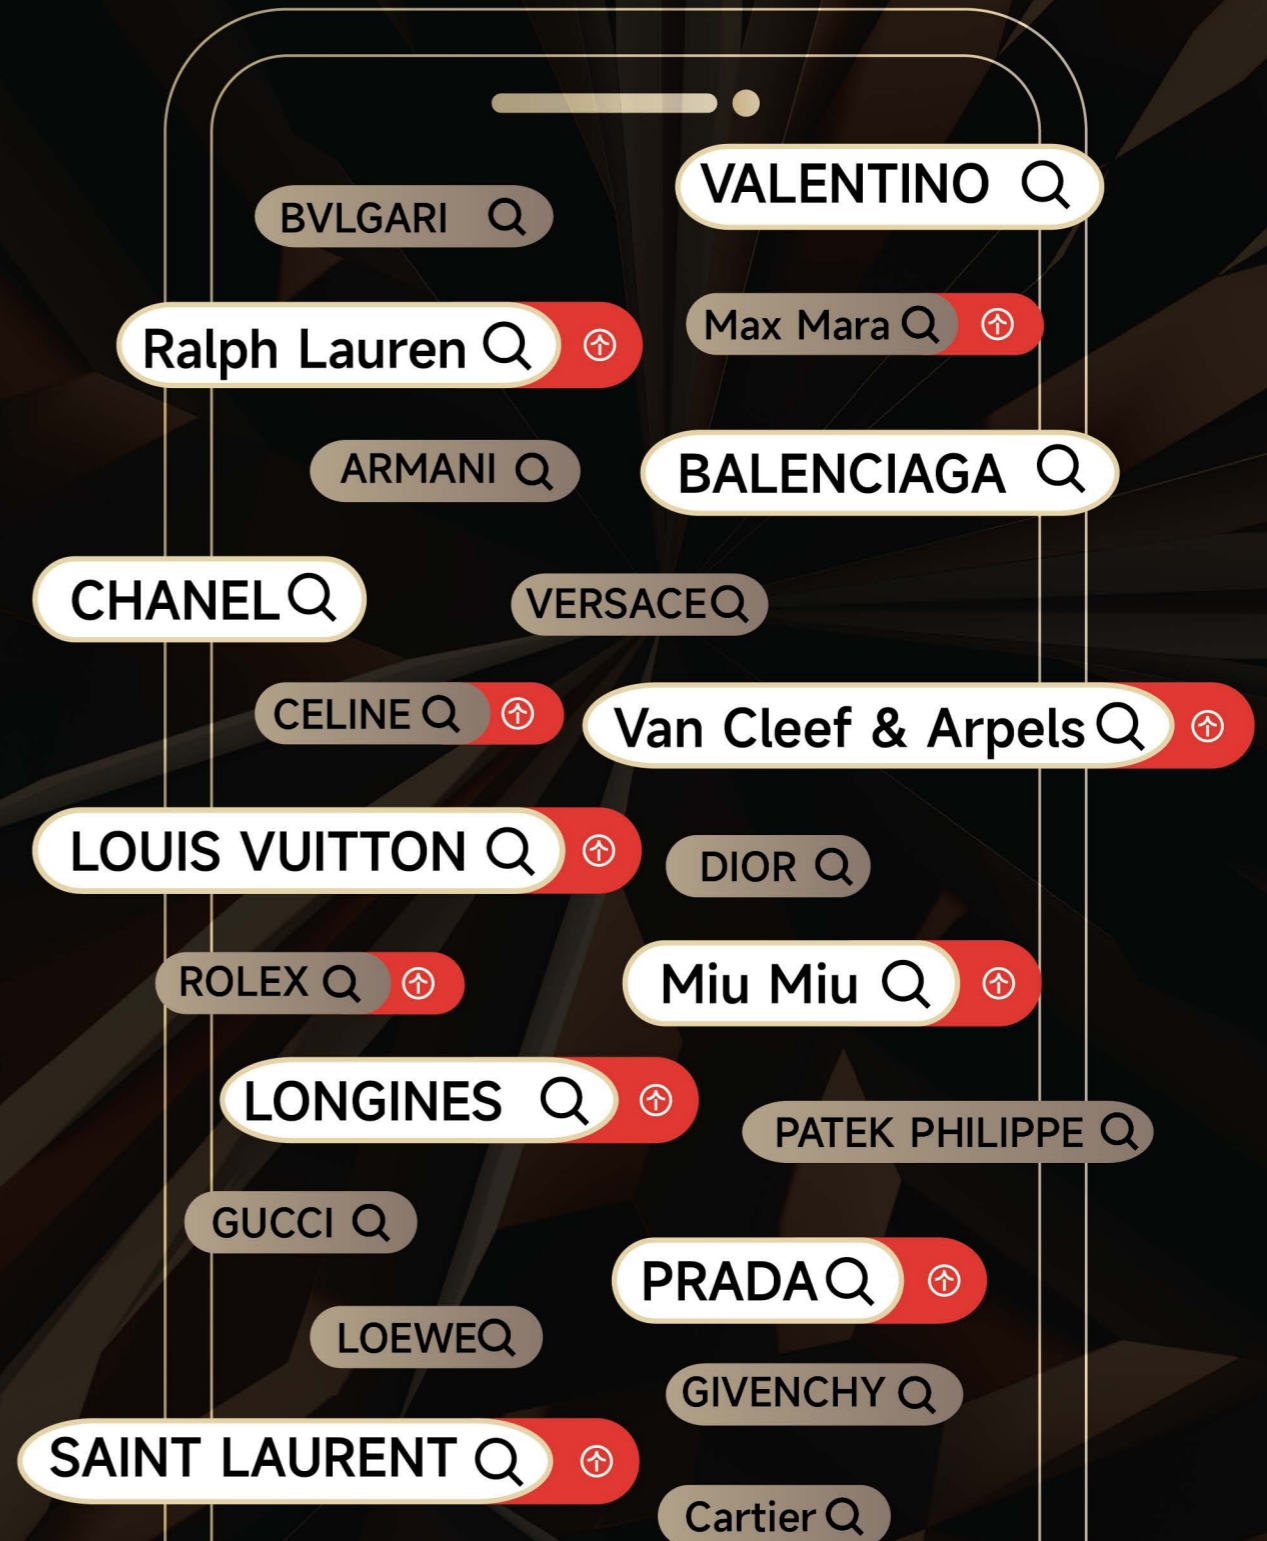 BVLGARI
VALENTINO
Ralph Lauren
Max Mara
ARMANI
BALENCIAGA
CHANEL
VERSACE
CELINE
Van Cleef & Arpels
LOUIS VUITTON
DIOR
ROLEX
Miu Miu
LONGINES
PATEK PHILIPPE
GUCCI
PRADA
LOEWE
GIVENCHY
SAINT LAURENT
Cartier